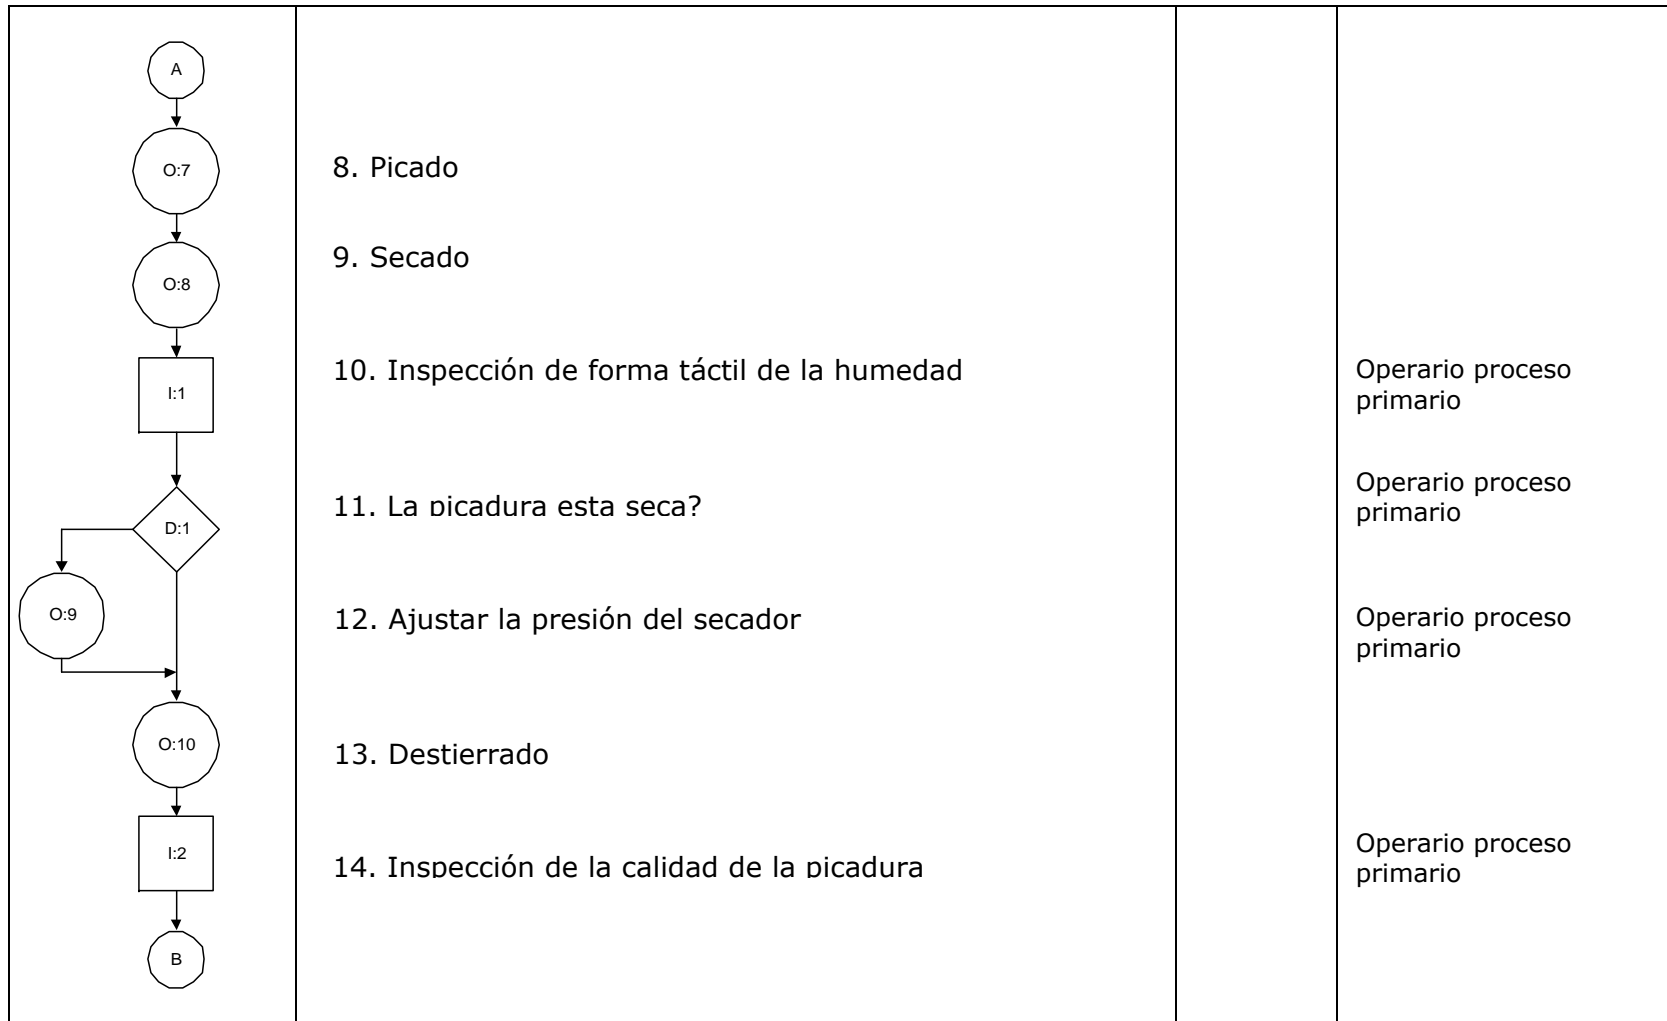 A
O:7
8. Picado
O:8
9. Secado
I:1
10. Inspección de forma táctil de la humedad
Operario proceso
primario
D:1
11. La picadura esta seca?
Operario proceso
primario
O:9
12. Ajustar la presión del secador
Operario proceso
primario
O:10
13. Destierrado
I:2
14. Inspección de la calidad de la picadura
Operario proceso
primario
B